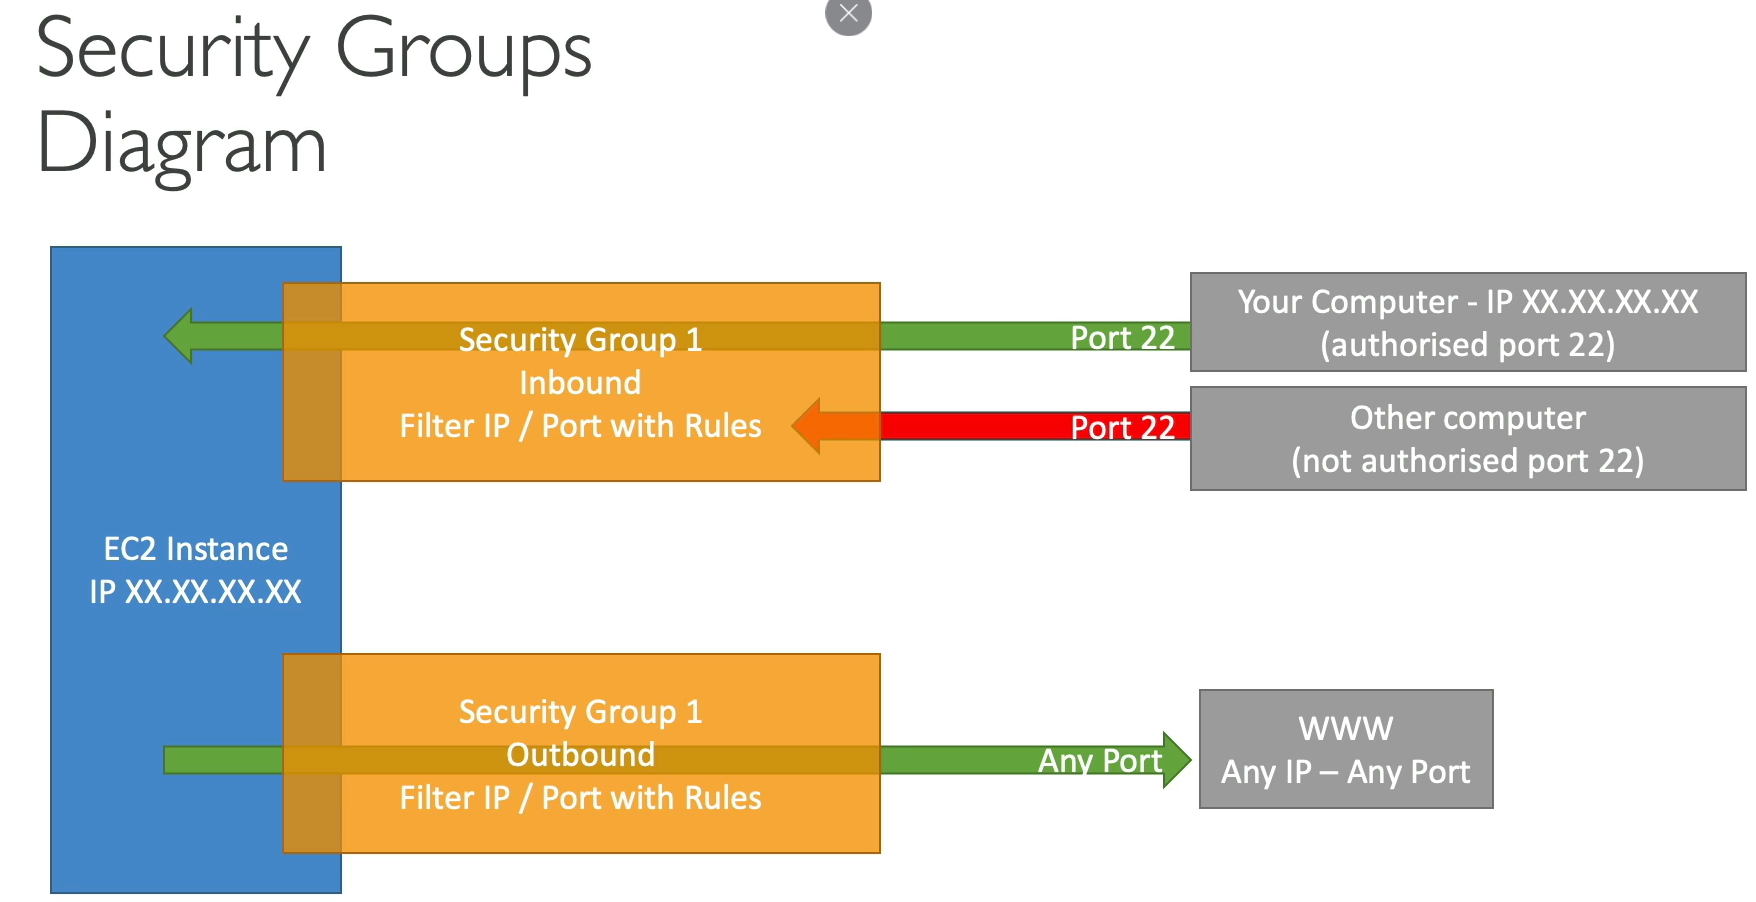 Security Groups
Diagram
Security Group 1
Inbound
Filter IP / Port with Rules
Port 22
Your Computer - IP XX.XX.XX.XX
(authorised port 22)
Port 22
Other computer
(not authorised port 22)
EC2 Instance
IP XX.XX.XX.XX
Security Group 1
Outbound
Filter IP / Port with Rules
Any Port
WWW
Any IP – Any Port